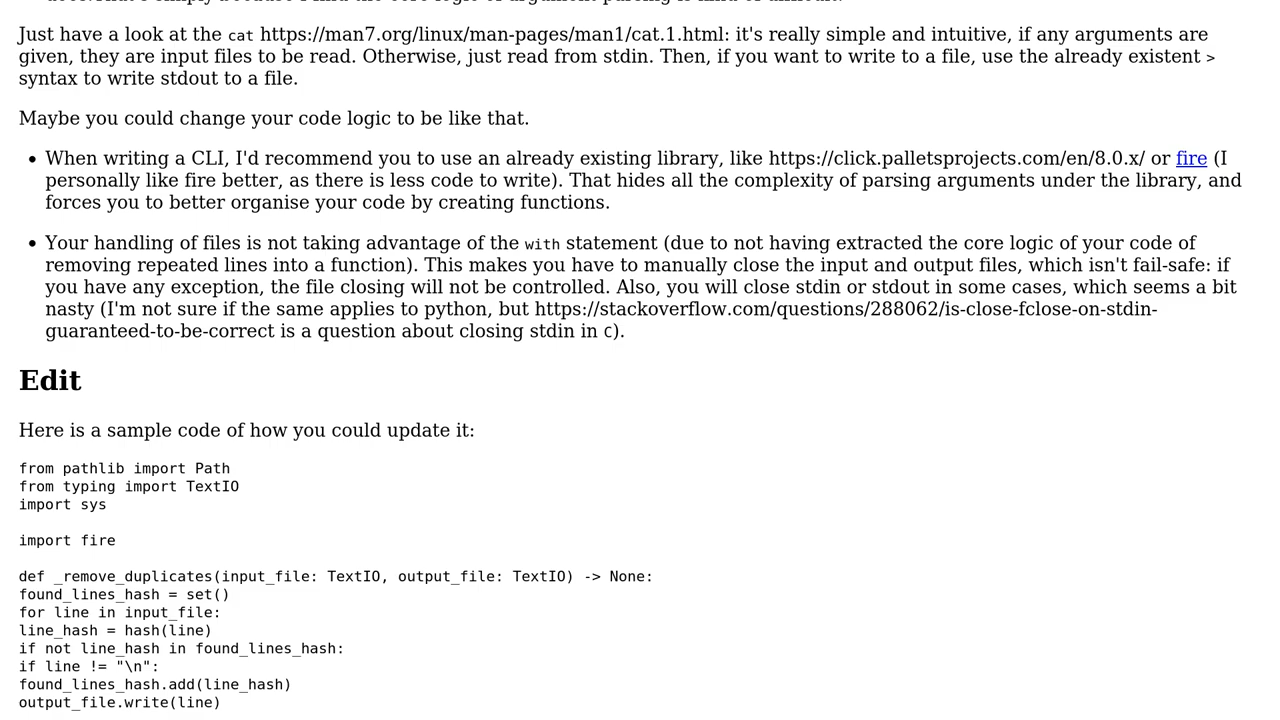 Just have a look at the cat https://man7.org/linux/man-pages/man1/cat.1.html: it's really simple and intuitive, if any arguments are
given, they are input files to be read. Otherwise, just read from stdin. Then, if you want to write to a file, use the already existent >
syntax to write stdout to a file.
Maybe you could change your code logic to be like that.
• When writing a CLI, I'd recommend you to use an already existing library, like https://click.palletsprojects.com/en/8.0.x/ or fire (I
personally like fire better, as there is less code to write). That hides all the complexity of parsing arguments under the library, and
forces you to better organise your code by creating functions.
• Your handling of files is not taking advantage of the with statement (due to not having extracted the core logic of your code of
removing repeated lines into a function). This makes you have to manually close the input and output files, which isn't fail-safe: if
you have any exception, the file closing will not be controlled. Also, you will close stdin or stdout in some cases, which seems a bit
nasty (I'm not sure if the same applies to python, but https://stackoverflow.com/questions/288062/is-close-fclose-on-stdin-
guaranteed-to-be-correct is a question about closing stdin in C).
Edit
Here is a sample code of how you could update it:
from pathlib import Path
from typing import TextIO
import sys
import fire
def _remove_duplicates(input_file: TextIO, output_file: TextIO) -> None:
found_lines_hash = set()
for line in input_file:
line_hash = hash(line)
if not line_hash in found_lines_hash:
if line != "\n":
found_lines_hash.add(line_hash)
output_file.write(line)